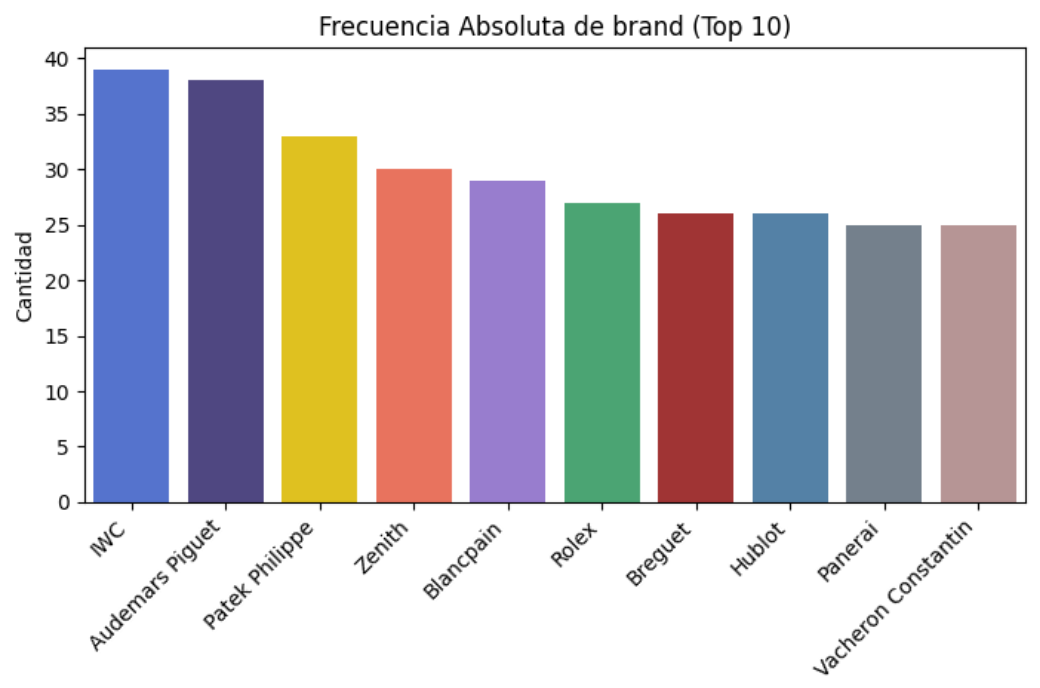 Frecuencia Absoluta de brand (Top 10)
Cantidad
40
35
30
25
20
15
10
5
0
IWC
Audemars Piguet
Patek Philippe
Zenith
Blancpain
Rolex
Breguet
Hublot
Panerai
Vacheron Constantin